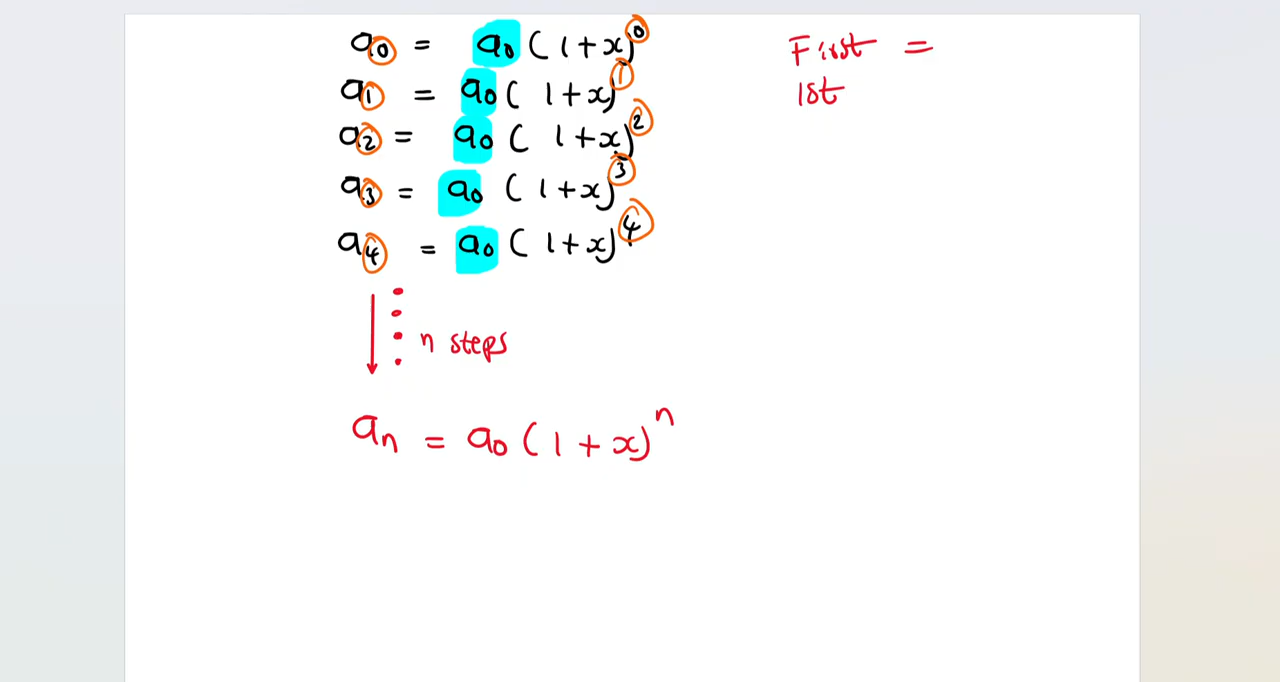 a₀ = a₀(1+x)⁰
a₁ = a₀(1+x)¹
a₂ = a₀(1+x)²
a₃ = a₀(1+x)³
a₄ = a₀(1+x)⁴
n steps
aₙ = a₀(1+x)ⁿ
First =
1st